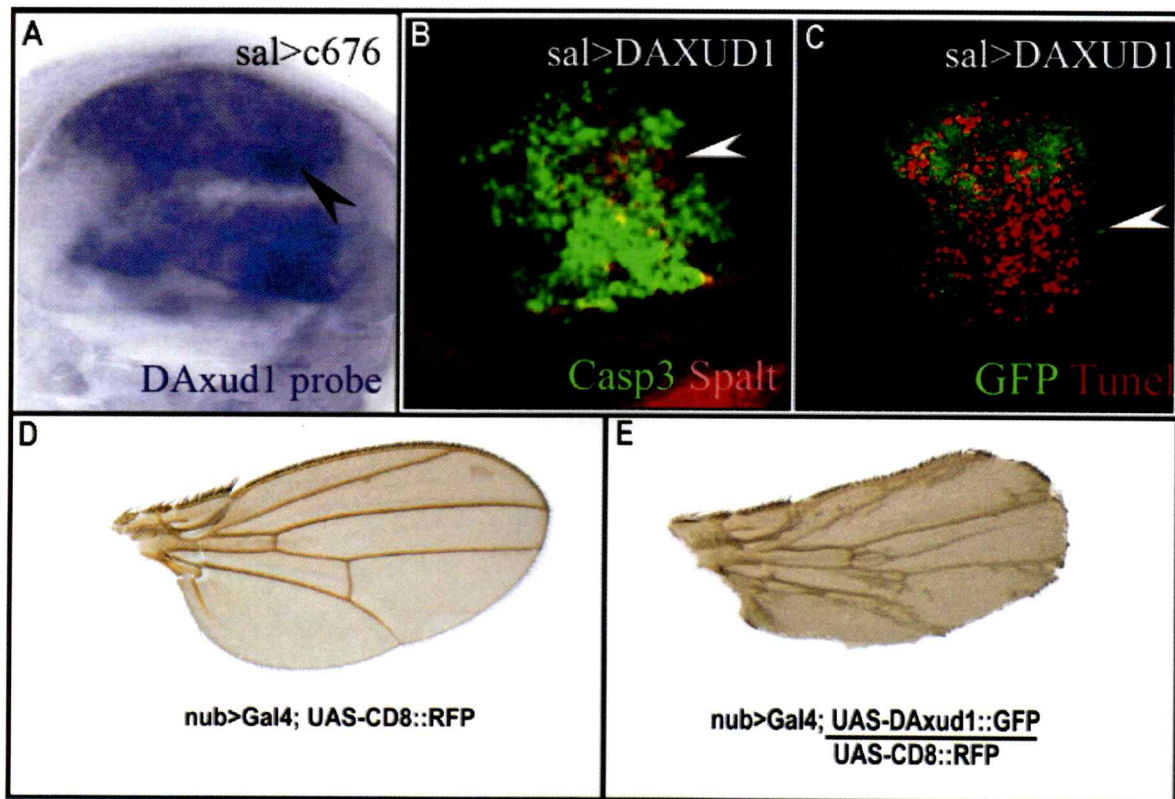 A
sal>c676
DAxud1 probe
B
sal>DAXUD1
Casp3 Spalt
C
sal>DAXUD1
GFP Tunel
D
nub>Gal4; UAS-CD8::RFP
E
nub>Gal4; UAS-DAxud1::GFP
UAS-CD8::RFP